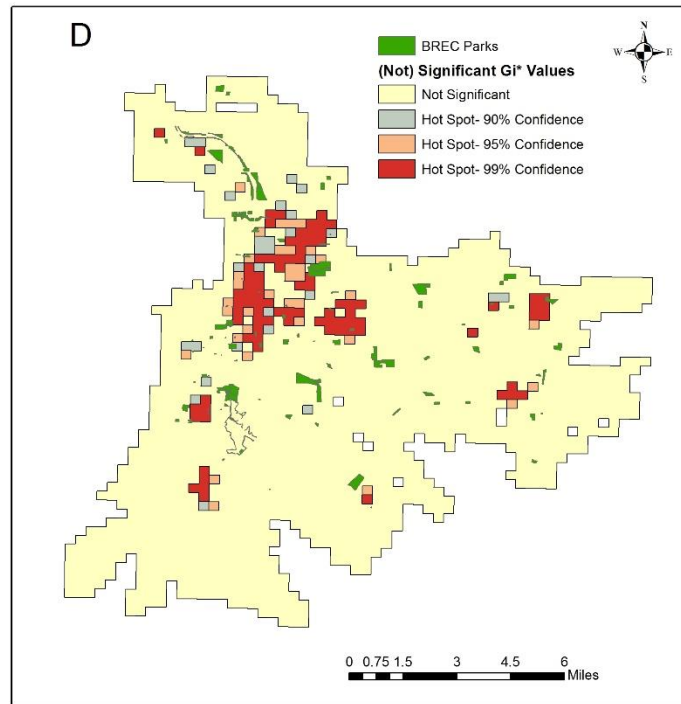 D
BREC Parks
(Not) Significant Gi* Values
Not Significant
Hot Spot- 90% Confidence
Hot Spot- 95% Confidence
Hot Spot- 99% Confidence
N
W E
S
0 0.75 1.5 3 4.5 6
Miles